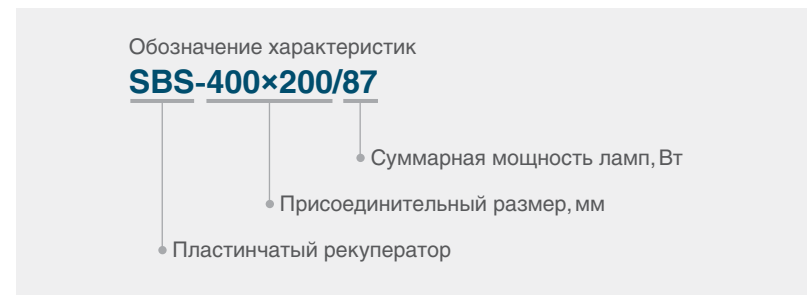 Обозначение характеристик
SBS-400×200/87
Суммарная мощность ламп, Вт
Присоединительный размер, мм
Пластинчатый рекуператор